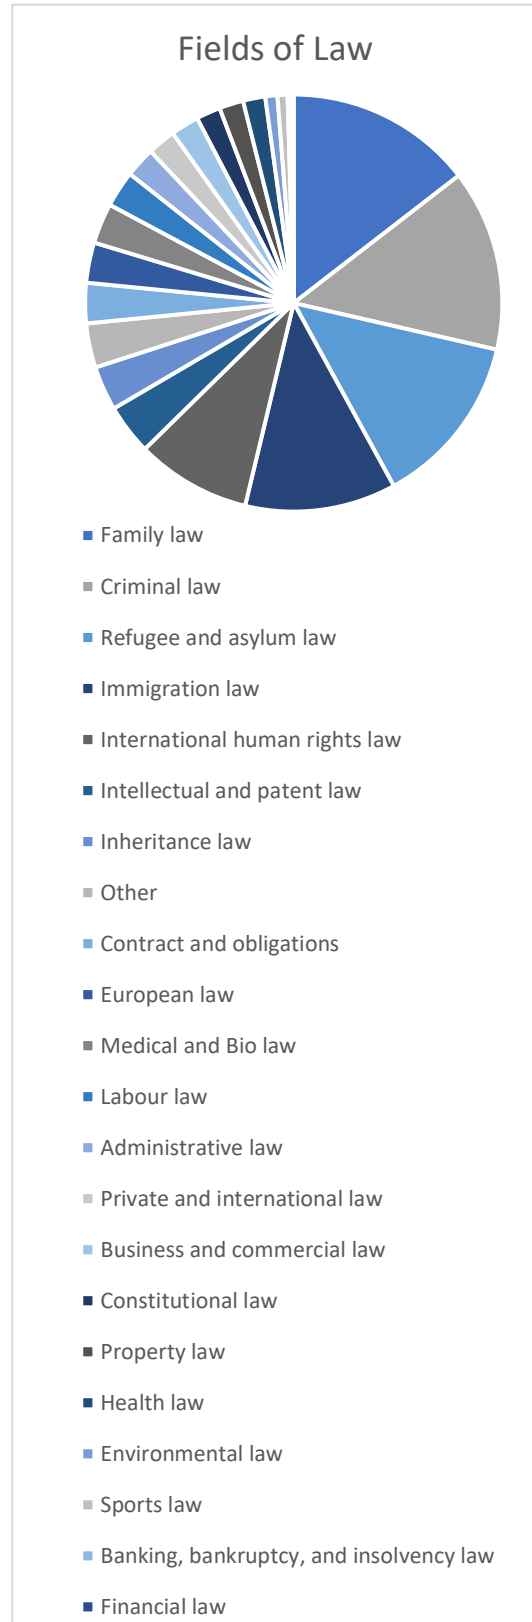 Fields of Law
Family law
Criminal law
Refugee and asylum law
Immigration law
International human rights law
Intellectual and patent law
Inheritance law
Other
Contract and obligations
European law
Medical and Bio law
Labour law
Administrative law
Private and international law
Business and commercial law
Constitutional law
Property law
Health law
Environmental law
Sports law
Banking, bankruptcy, and insolvency law
Financial law